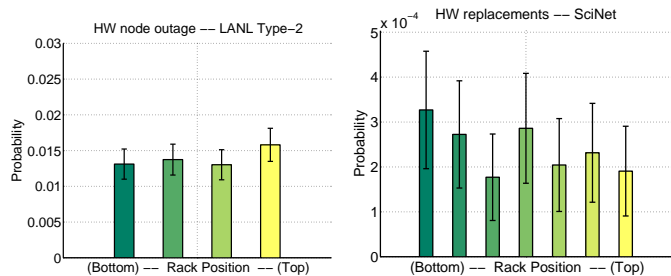 HW node outage −− LANL Type−2
0.03
0.025
0.02
0.015
0.01
0.005
0
Probability
(Bottom) −− Rack Position −− (Top)
HW replacements −− SciNet
x 10⁻⁴
5
4
3
2
1
0
Probability
(Bottom) −− Rack Position −− (Top)